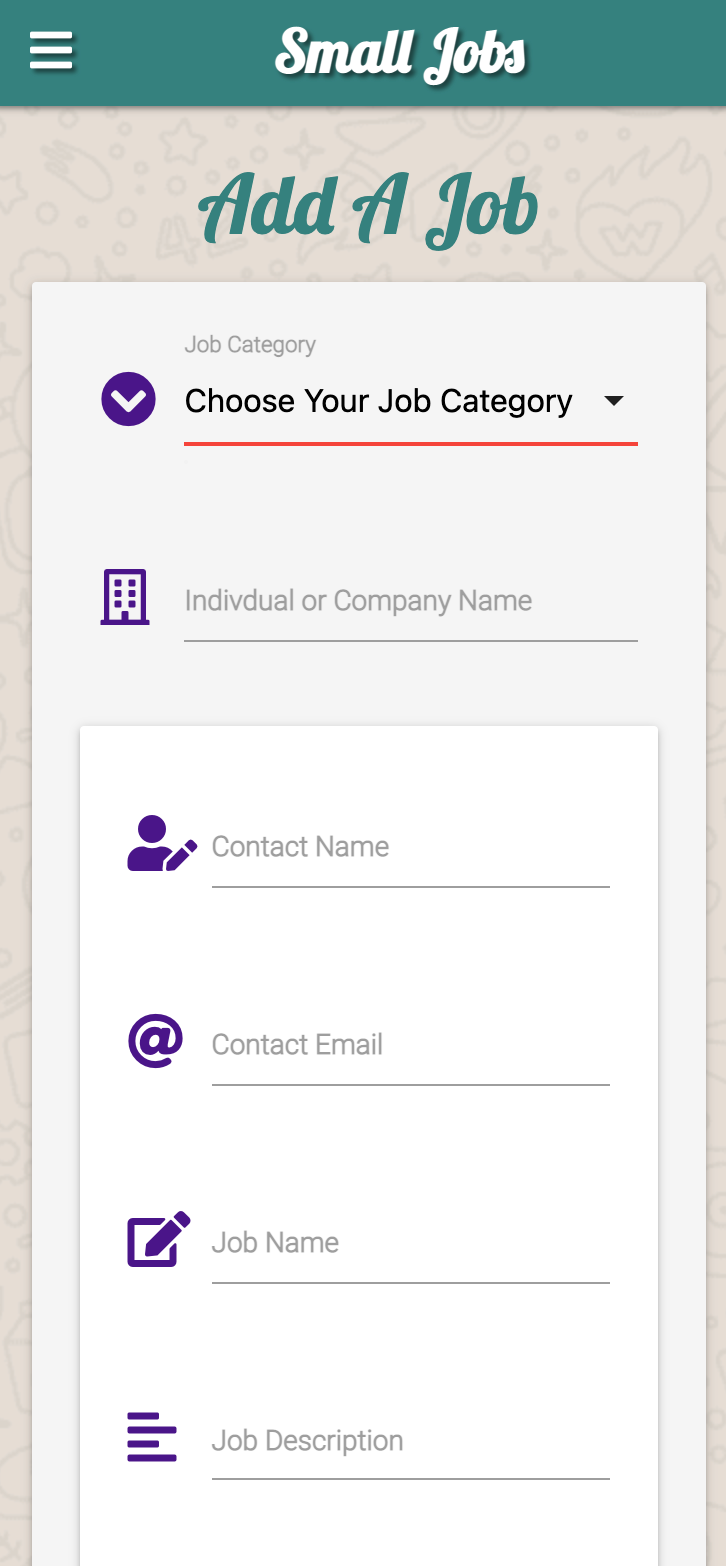 Small Jobs
Add A Job
Job Category
Choose Your Job Category
Indivdual or Company Name
Contact Name
Contact Email
Job Name
Job Description